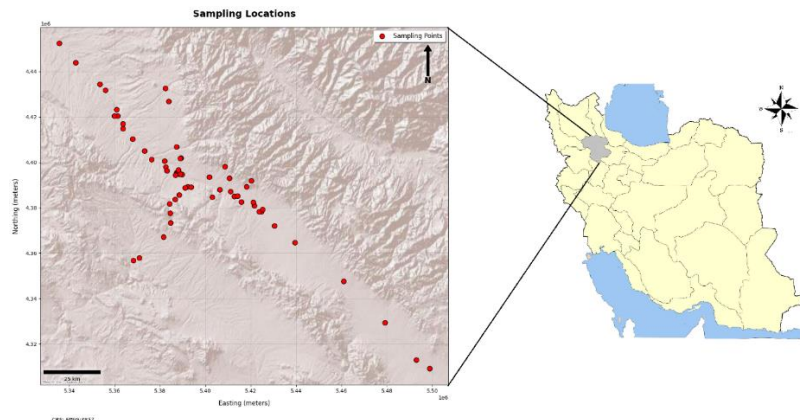 Sampling Locations
1e6
Sampling Points
N
4.44
4.42
4.40
4.38
4.36
4.34
4.32
Northing (meters)
25 km
5.34
5.36
5.38
5.40
5.42
5.44
5.46
5.48
5.50
1e6
Easting (meters)
N